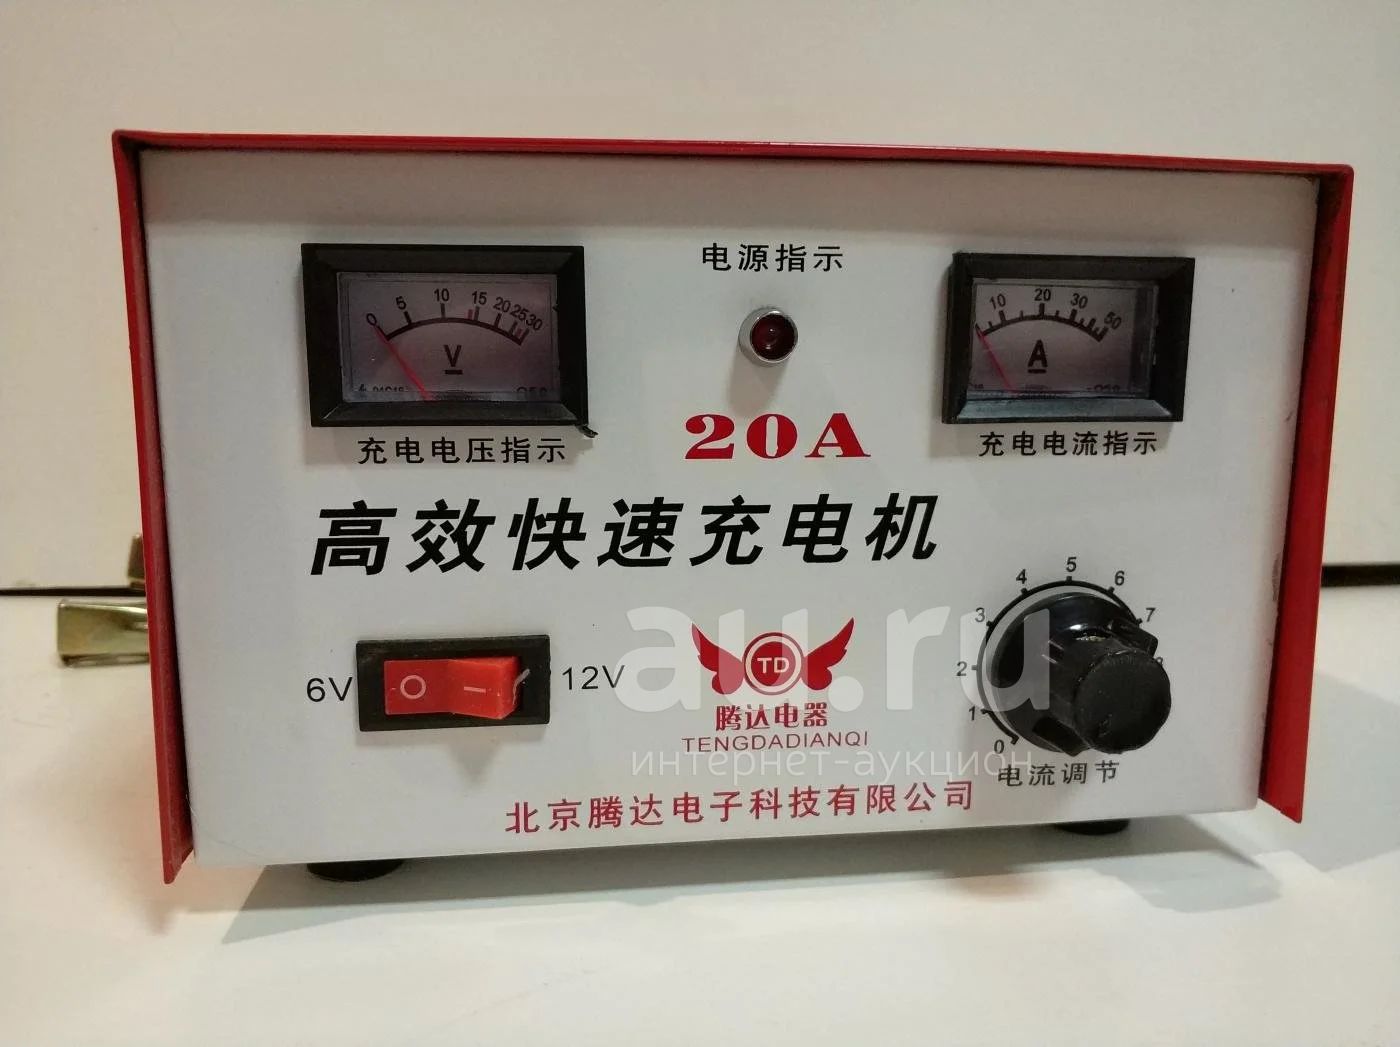 电源指示
0 5 10 15 20 25 30
V
10 20 30 50
A
充电电压指示
20A
充电电流指示
高效快速充电机
6V
O I
12V
TD
腾达电器
TENGDADIANQI
0 1 2 3 4 5 6 7
电流调节
北京腾达电子科技有限公司
au.ru
интернет-аукцион